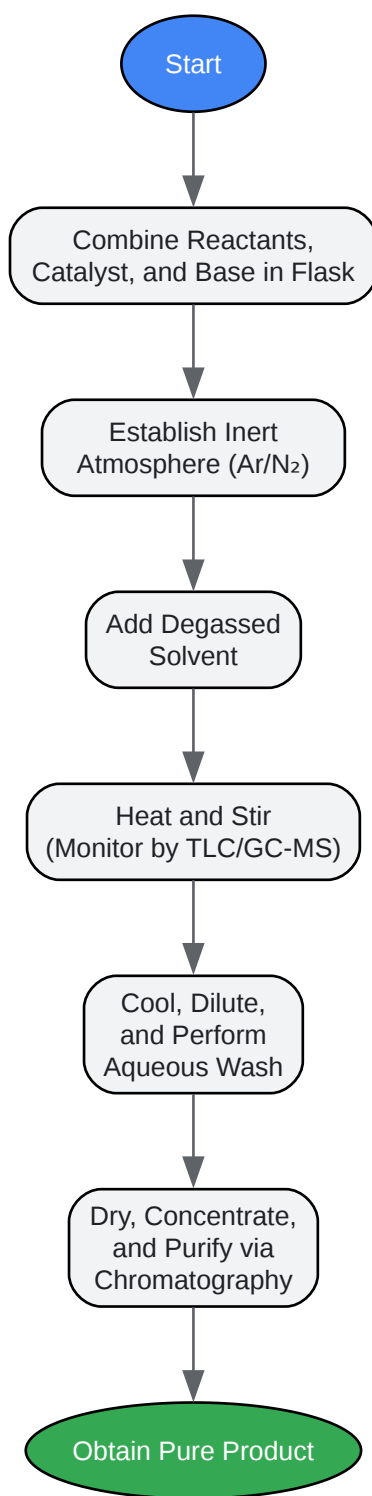 Start
Combine Reactants,
Catalyst, and Base in Flask
Establish Inert
Atmosphere (Ar/N₂)
Add Degassed
Solvent
Heat and Stir
(Monitor by TLC/GC-MS)
Cool, Dilute,
and Perform
Aqueous Wash
Dry, Concentrate,
and Purify via
Chromatography
Obtain Pure Product